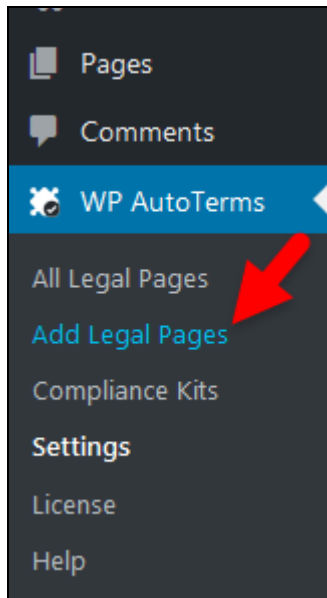 Pages
Comments
WP AutoTerms
All Legal Pages
Add Legal Pages
Compliance Kits
Settings
License
Help